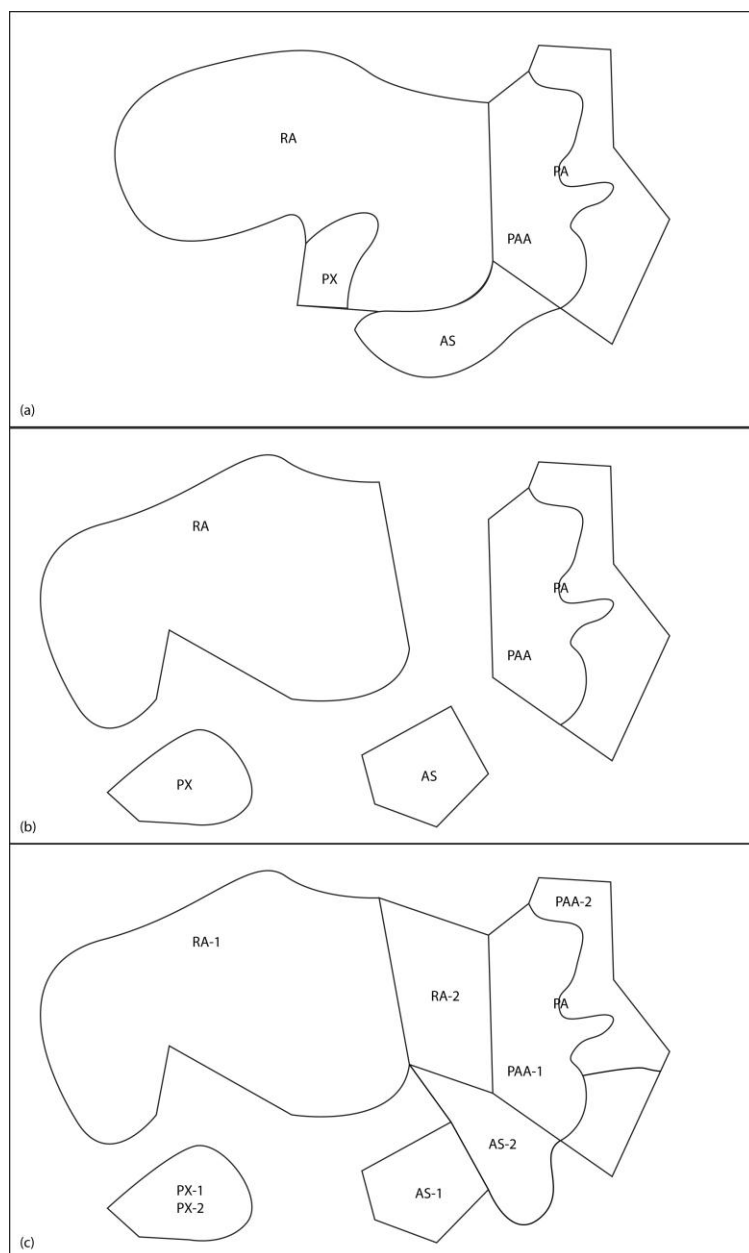 RA
PA
PAA
PX
AS
(a)
RA
PA
PAA
PX
AS
(b)
PAA-2
RA-1
RA-2
PA
PAA-1
AS-2
PX-1
PX-2
AS-1
(c)